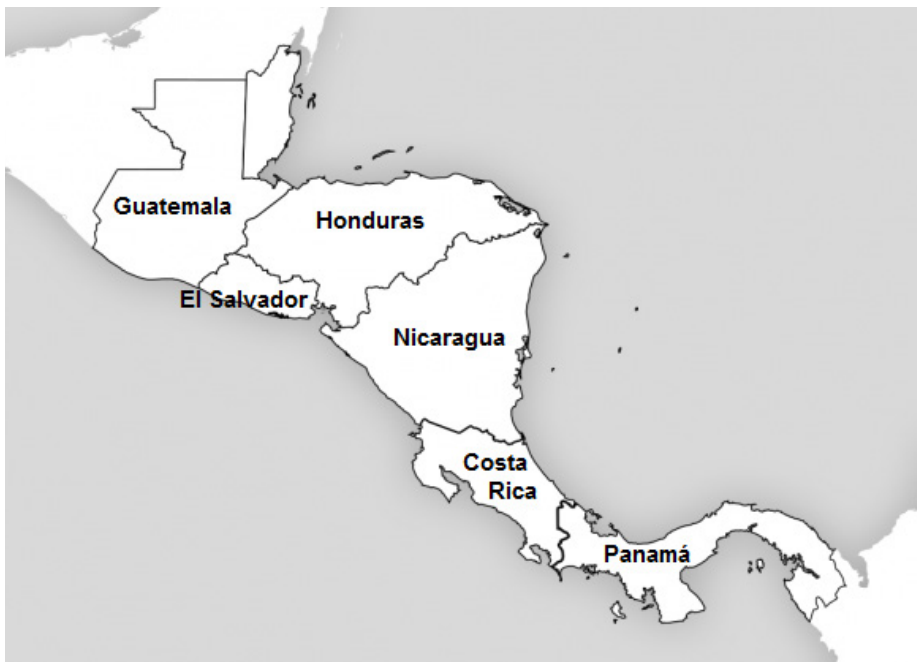 Guatemala
Honduras
El Salvador
Nicaragua
Costa
Rica
Panamá